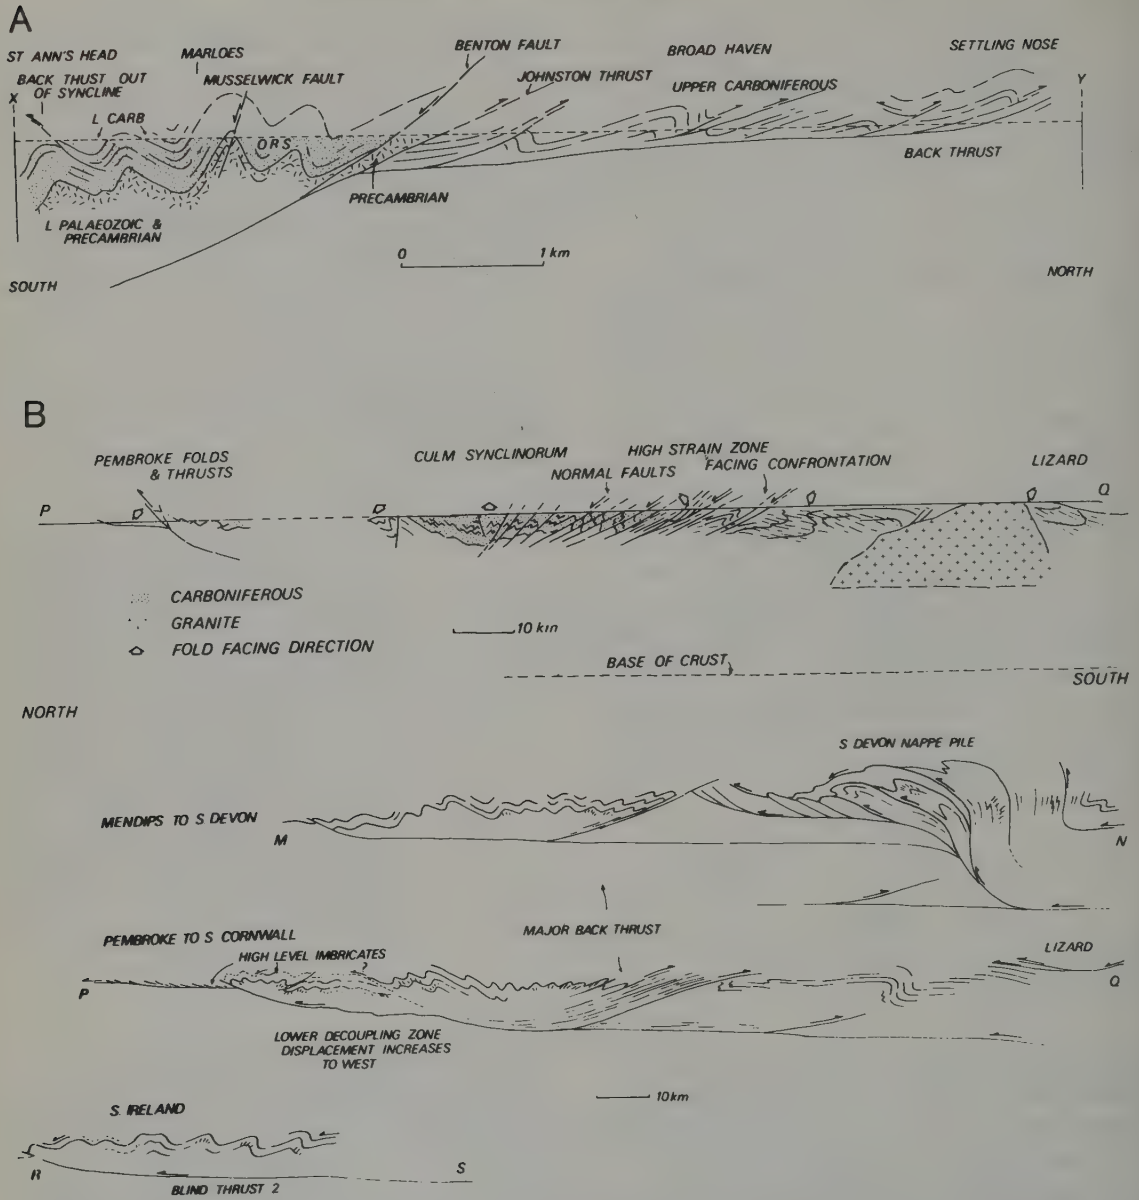 A
ST ANN'S HEAD
MARLOES
BENTON FAULT
BROAD HAVEN
SETTLING NOSE
BACK THUST OUT
OF SYNCLINE
MUSSELWICK FAULT
JOHNSTON THRUST
UPPER CARBONIFEROUS
X
Y
L CARB
ORS
BACK THRUST
PRECAMBRIAN
L PALAEOZOIC &
PRECAMBRIAN
0 1 km
SOUTH
NORTH
B
PEMBROKE FOLDS
& THRUSTS
CULM SYNCLINORUM
HIGH STRAIN ZONE
NORMAL FAULTS
FACING CONFRONTATION
LIZARD
P
Q
CARBONIFEROUS
GRANITE
FOLD FACING DIRECTION
10 km
BASE OF CRUST
SOUTH
NORTH
S DEVON NAPPE PILE
MENDIPS TO S DEVON
M
N
MAJOR BACK THRUST
PEMBROKE TO S CORNWALL
HIGH LEVEL IMBRICATES
?
LIZARD
P
Q
LOWER DECOUPLING ZONE
DISPLACEMENT INCREASES
TO WEST
10km
S. IRELAND
R
S
BLIND THRUST 2